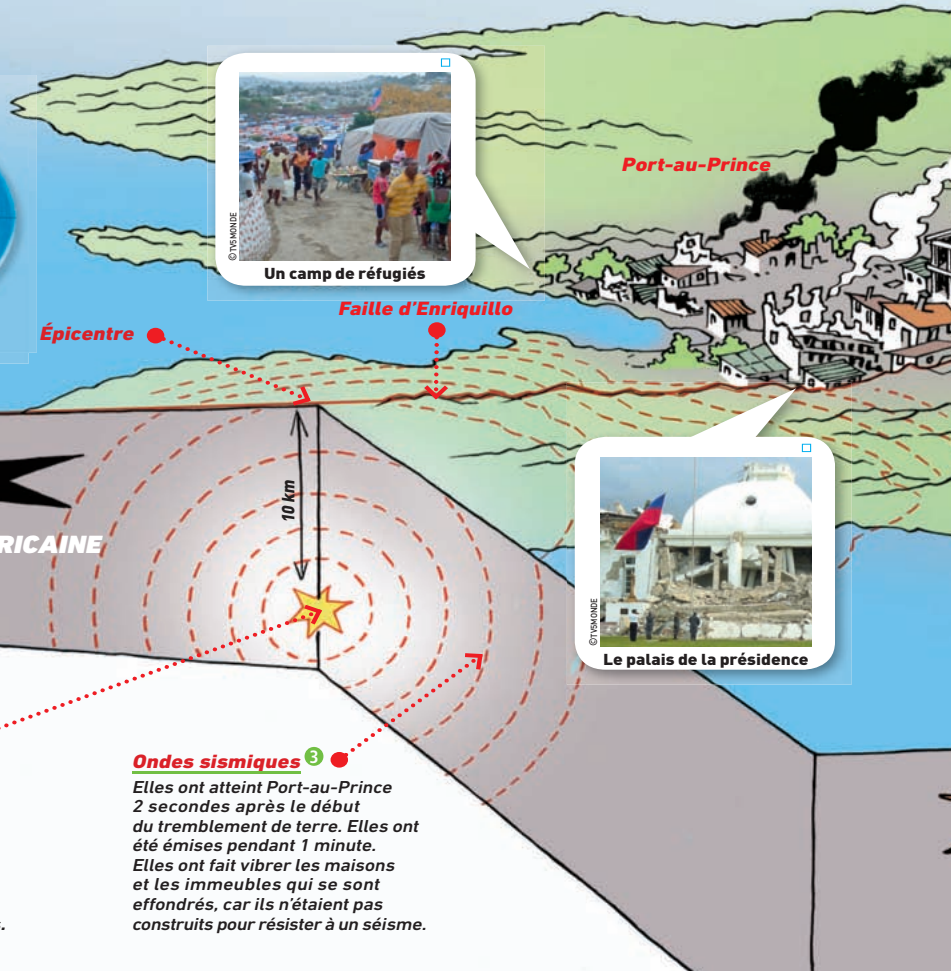 Port-au-Prince
©TV5MONDE
Un camp de réfugiés
Faille d'Enriquillo
Épicentre
10 km
RICAINE
©TV5MONDE
Le palais de la présidence
Ondes sismiques 3
Elles ont atteint Port-au-Prince
2 secondes après le début
du tremblement de terre. Elles ont
été émises pendant 1 minute.
Elles ont fait vibrer les maisons
et les immeubles qui se sont
effondrés, car ils n'étaient pas
construits pour résister à un séisme.